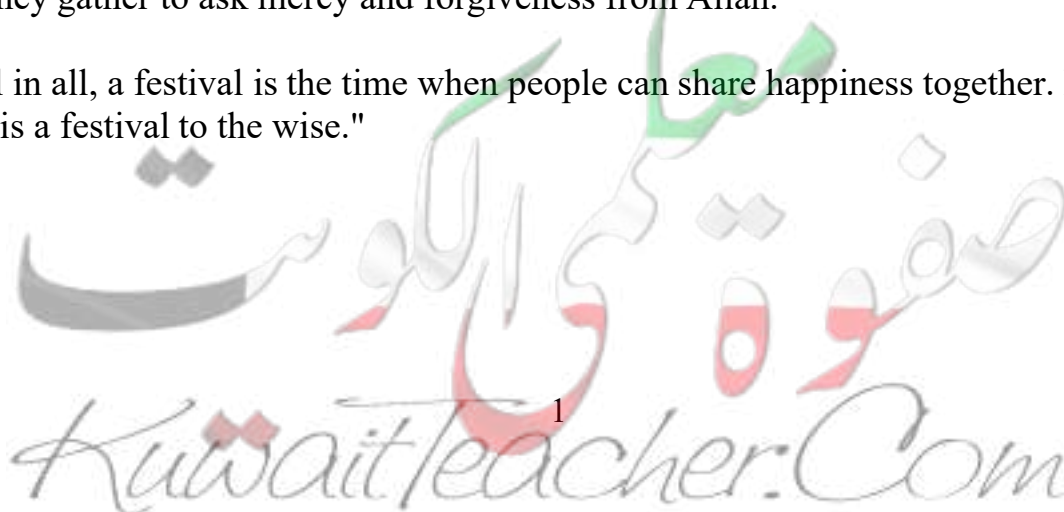 they gather to ask mercy and forgiveness from Allah.
l in all, a festival is the time when people can share happiness together.
is a festival to the wise."
صفوة معلمى الكويت
1
KuwaitTeacher.Com